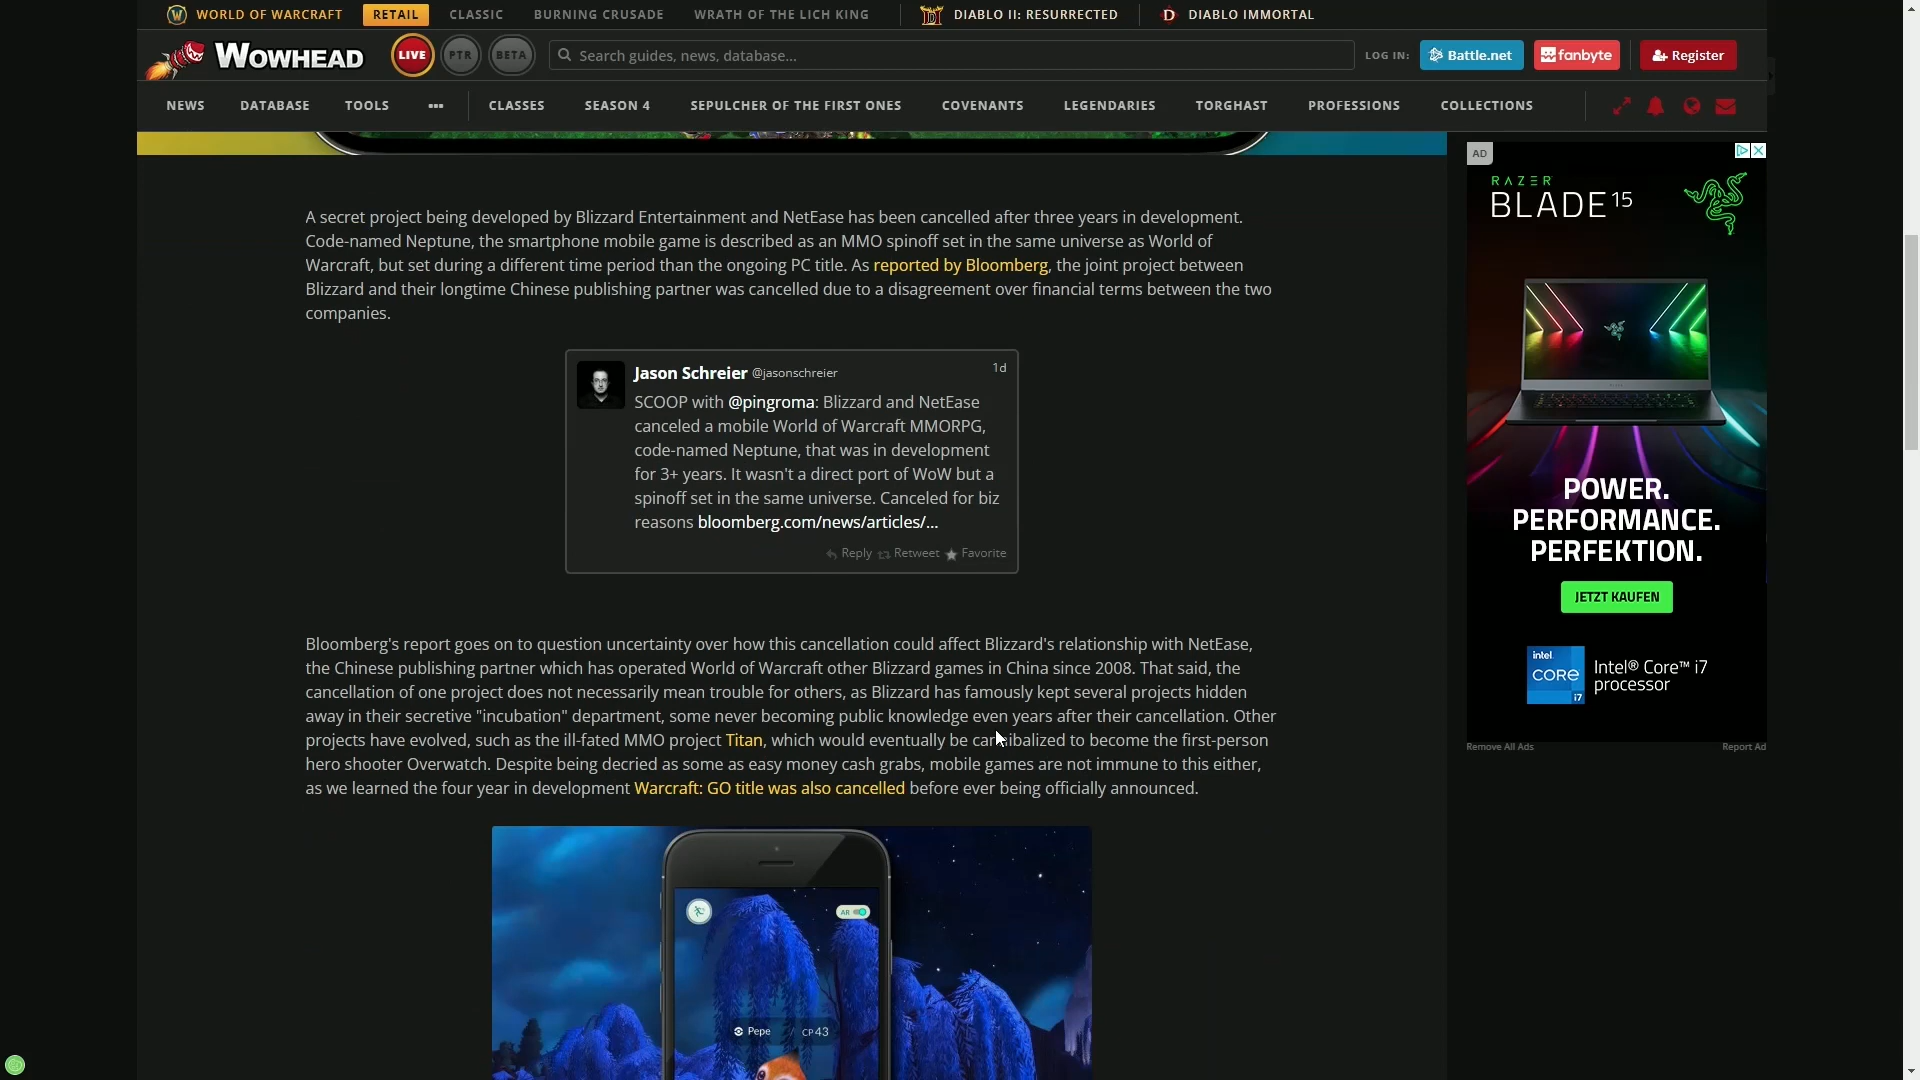 WORLD OF WARCRAFT RETAIL CLASSIC BURNING CRUSADE WRATH OF THE LICH KING DIABLO II: RESURRECTED DIABLO IMMORTAL
WOWHEAD LIVE PTR BETA Search guides, news, database... LOG IN: Battle.net fanbyte Register
NEWS DATABASE TOOLS ... CLASSES SEASON 4 SEPULCHER OF THE FIRST ONES COVENANTS LEGENDARIES TORGHAST PROFESSIONS COLLECTIONS
A secret project being developed by Blizzard Entertainment and NetEase has been cancelled after three years in development.
Code-named Neptune, the smartphone mobile game is described as an MMO spinoff set in the same universe as World of
Warcraft, but set during a different time period than the ongoing PC title. As reported by Bloomberg, the joint project between
Blizzard and their longtime Chinese publishing partner was cancelled due to a disagreement over financial terms between the two
companies.
Jason Schreier @jasonschreier 1d
SCOOP with @pingroma: Blizzard and NetEase
canceled a mobile World of Warcraft MMORPG,
code-named Neptune, that was in development
for 3+ years. It wasn't a direct port of WoW but a
spinoff set in the same universe. Canceled for biz
reasons bloomberg.com/news/articles/...
Reply Retweet Favorite
Bloomberg's report goes on to question uncertainty over how this cancellation could affect Blizzard's relationship with NetEase,
the Chinese publishing partner which has operated World of Warcraft other Blizzard games in China since 2008. That said, the
cancellation of one project does not necessarily mean trouble for others, as Blizzard has famously kept several projects hidden
away in their secretive "incubation" department, some never becoming public knowledge even years after their cancellation. Other
projects have evolved, such as the ill-fated MMO project Titan, which would eventually be cannibalized to become the first-person
hero shooter Overwatch. Despite being decried as some as easy money cash grabs, mobile games are not immune to this either,
as we learned the four year in development Warcraft: GO title was also cancelled before ever being officially announced.
AR
Pepe / CP43
AD
RAZER
BLADE 15
POWER.
PERFORMANCE.
PERFEKTION.
JETZT KAUFEN
intel CORE i7
Intel® Core™ i7
processor
Remove All Ads Report Ad